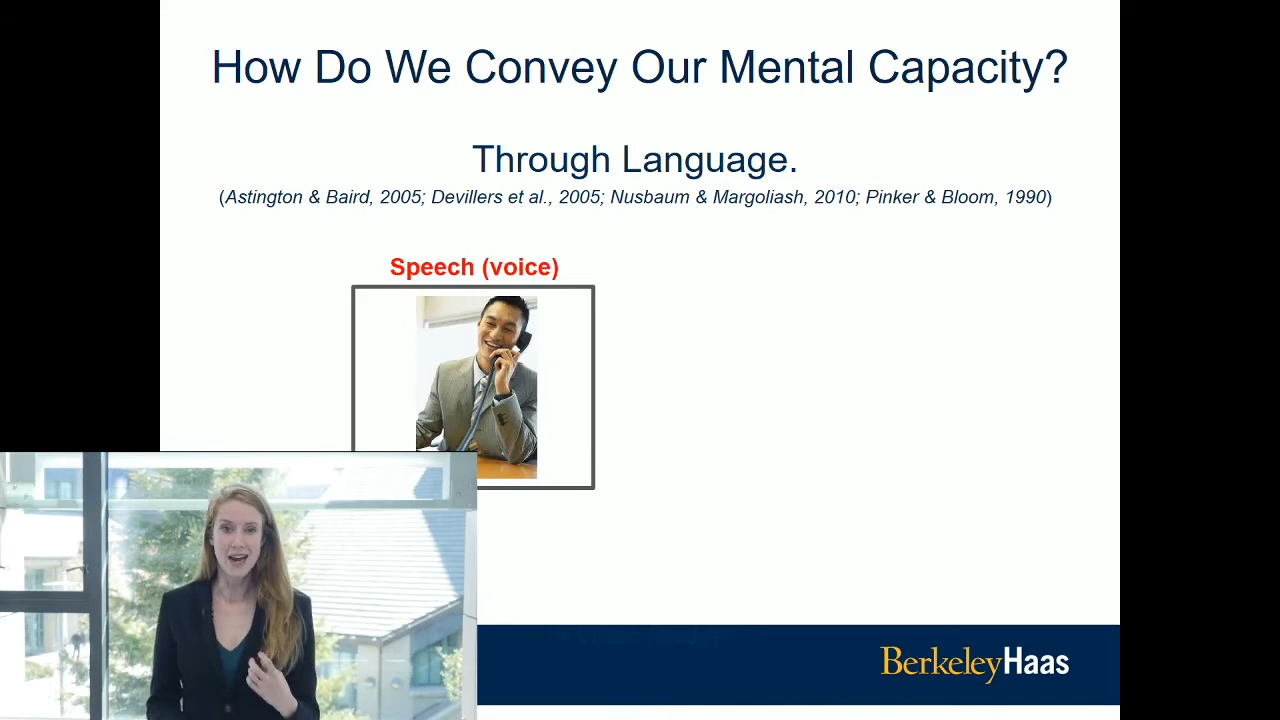 How Do We Convey Our Mental Capacity?
Through Language.
(Astington & Baird, 2005; Devillers et al., 2005; Nusbaum & Margoliash, 2010; Pinker & Bloom, 1990)
Speech (voice)
BerkeleyHaas